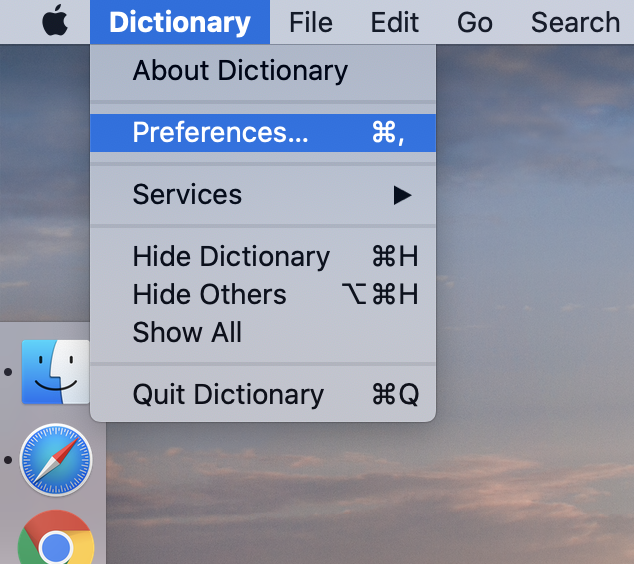 Dictionary File Edit Go Search
About Dictionary
Preferences... ⌘,
Services ▶
Hide Dictionary ⌘H
Hide Others ⌥⌘H
Show All
Quit Dictionary ⌘Q